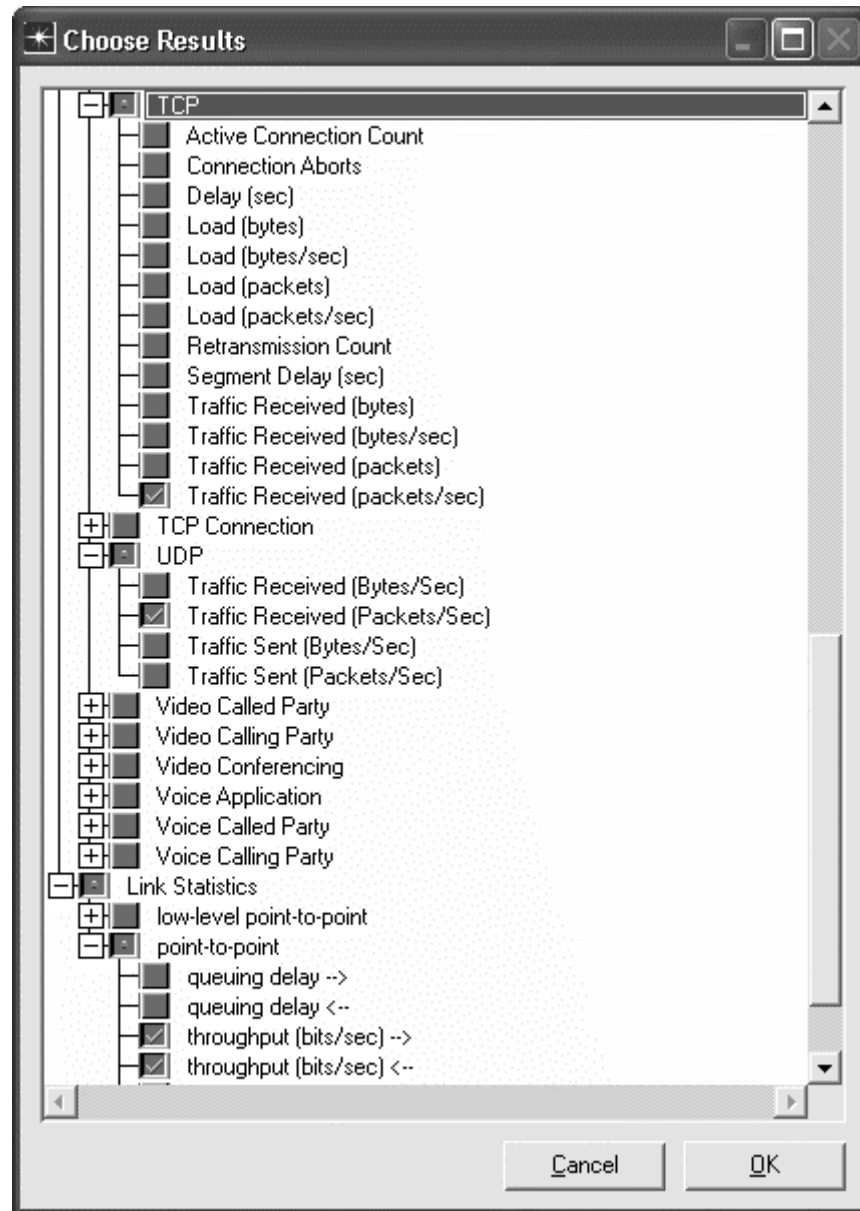 Choose Results
TCP
Active Connection Count
Connection Aborts
Delay (sec)
Load (bytes)
Load (bytes/sec)
Load (packets)
Load (packets/sec)
Retransmission Count
Segment Delay (sec)
Traffic Received (bytes)
Traffic Received (bytes/sec)
Traffic Received (packets)
Traffic Received (packets/sec)
TCP Connection
UDP
Traffic Received (Bytes/Sec)
Traffic Received (Packets/Sec)
Traffic Sent (Bytes/Sec)
Traffic Sent (Packets/Sec)
Video Called Party
Video Calling Party
Video Conferencing
Voice Application
Voice Called Party
Voice Calling Party
Link Statistics
low-level point-to-point
point-to-point
queuing delay -->
queuing delay <--
throughput (bits/sec) -->
throughput (bits/sec) <--
Cancel OK